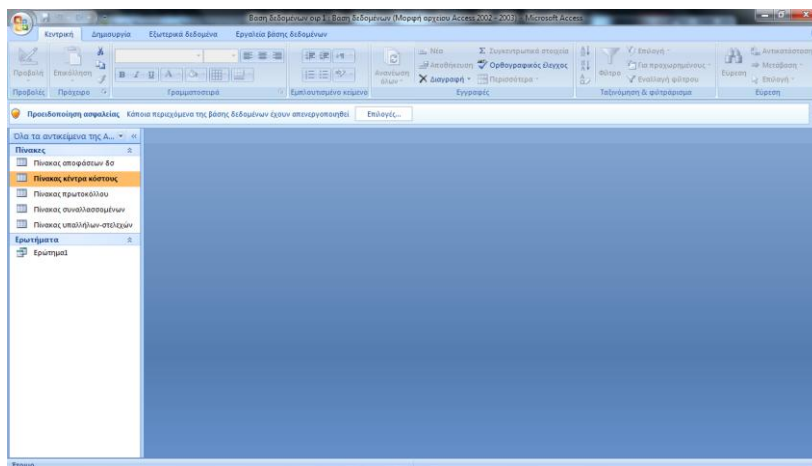 Βαση δεδομένων αιρ 1 : Βαση δεδομένων (Μορφή αρχείου Access 2002 - 2003) - Microsoft Access
Κεντρική Δημιουργία Εξωτερικά δεδομένα Εργαλεία βάσης δεδομένων
Προβολή
Επικόλληση
Ανανέωση όλων
Νέα
Αποθήκευση
Διαγραφή
Συγκεντρωτικά στοιχεία
Ορθογραφικός έλεγχος
Περισσότερα
Φίλτρο
Επιλογή
Για προχωρημένους
Εναλλαγή φίλτρου
Εύρεση
Αντικατάσταση
Μετάβαση
Επιλογή
Προβολές Πρόχειρο Γραμματοσειρά Εμπλουτισμένο κείμενο Εγγραφές Ταξινόμηση & φιλτράρισμα Εύρεση
Προειδοποίηση ασφαλείας Κάποια περιεχόμενα της βάσης δεδομένων έχουν απενεργοποιηθεί Επιλογές...
Όλα τα αντικείμενα της A...
Πίνακες
Πίνακας αποφάσεων δσ
Πίνακας κέντρα κόστους
Πίνακας πρωτοκόλλου
Πίνακας συναλλασσομένων
Πίνακας υπαλλήλων-στελεχών
Ερωτήματα
Ερώτημα1
Έτοιμο